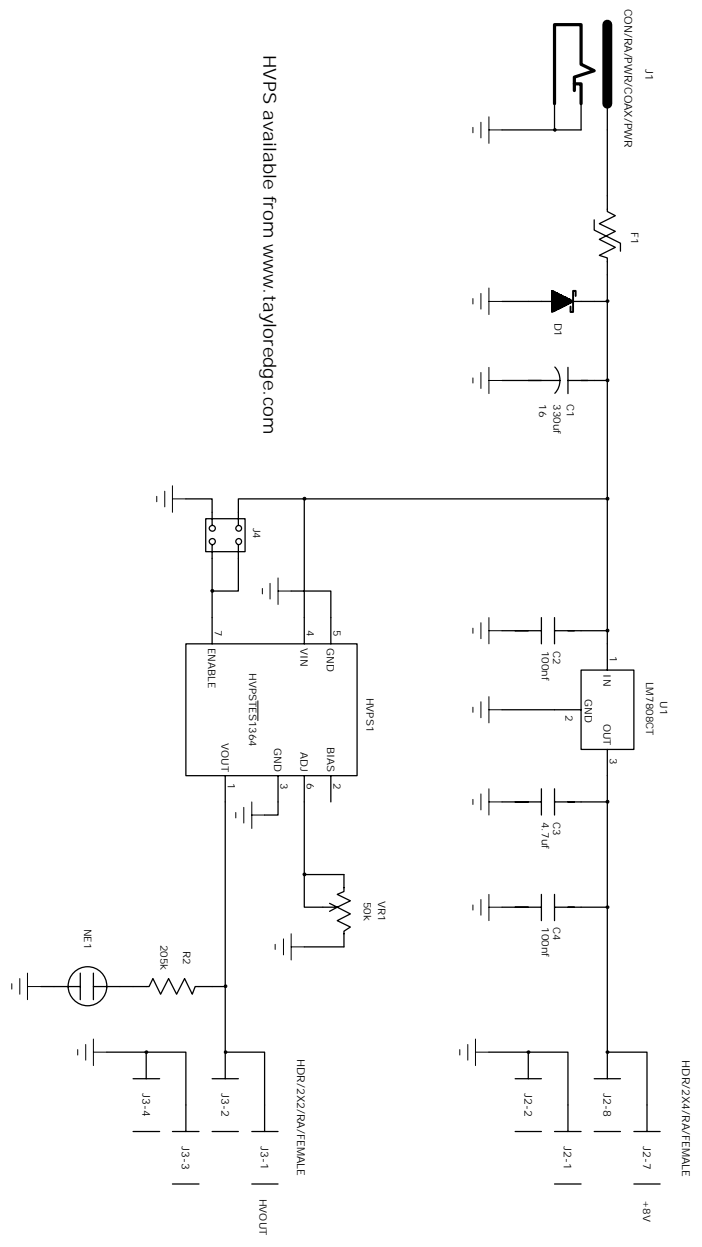 CON/RA/PWR/COAX/PWR
J1
F1
D1
C1
330uf
16
HVPS available from www.tayloredge.com
C2
100nf
U1
LM7808CT
1
IN
GND
2
OUT
3
C3
4.7uf
C4
100nf
HDR/2X4/RA/FEMALE
J2-7
+8V
J2-8
J2-1
J2-2
J4
HVPS1
5
GND
4
VIN
7
ENABLE
HVPSTES1364
BIAS
2
ADJ
6
GND
3
VOUT
1
VR1
50k
R2
205k
NE1
HDR/2X2/RA/FEMALE
J3-1
HVOUT
J3-2
J3-3
J3-4